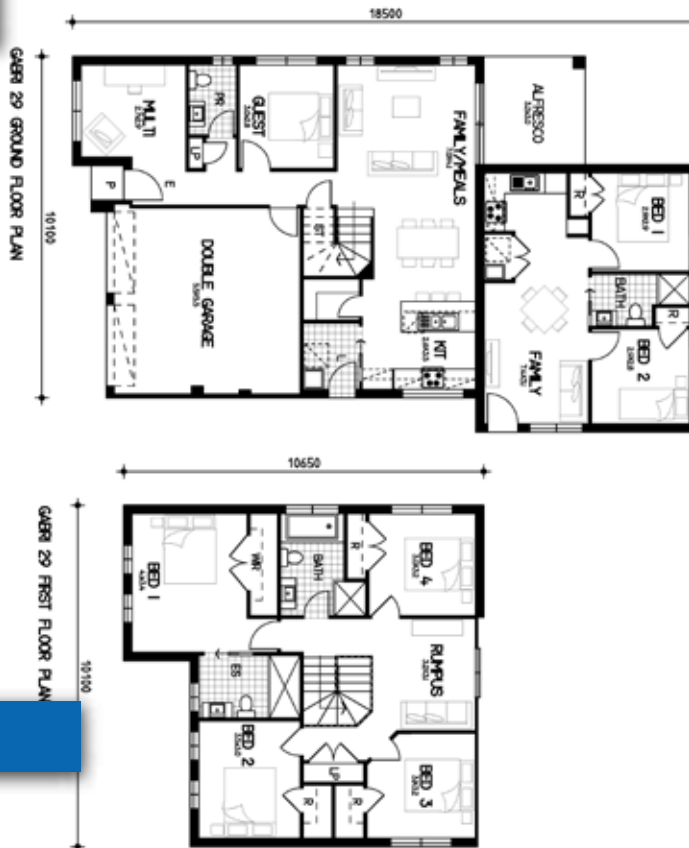 18500
GABRI 29 GROUND FLOOR PLAN
10100
MULTI
PR
LP
GUEST
FAMILY/MEALS
ALFRESCO
P
E
DOUBLE GARAGE
ST
L
KIT
R
BED 1
BATH
R
BED 2
FAMILY
10650
GABRI 29 FIRST FLOOR PLAN
10100
BED 1
WIR
BATH
R
BED 4
ES
RUMPUS
BED 2
LP
R
R
BED 3